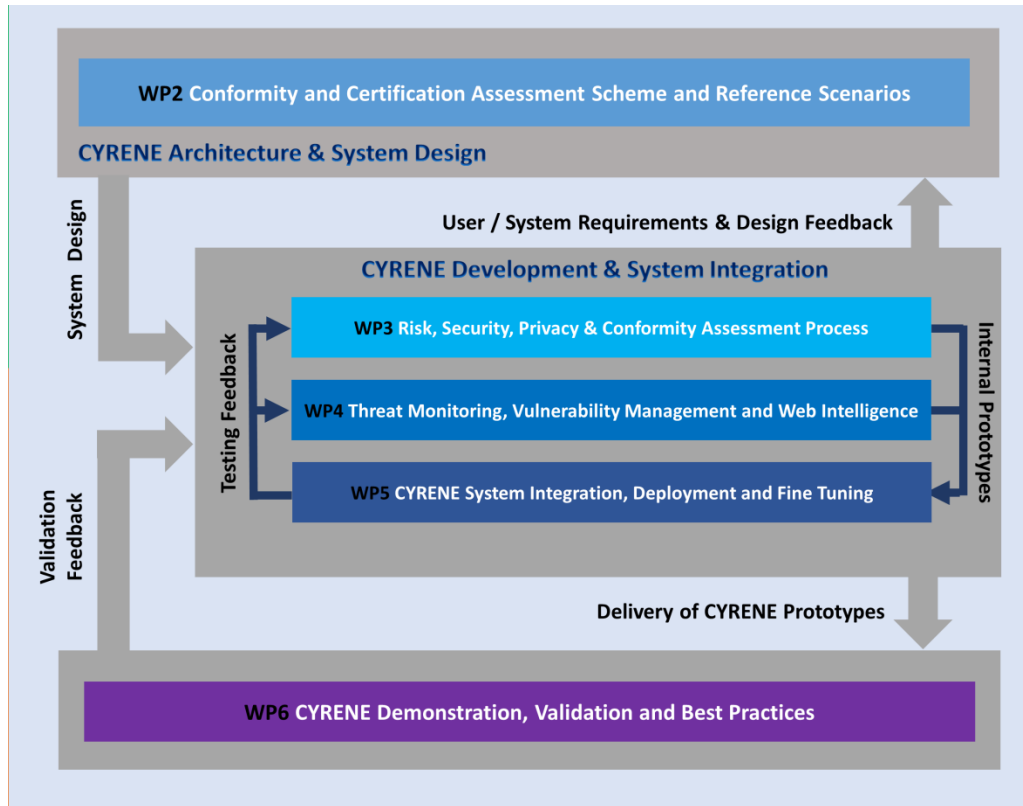 WP2 Conformity and Certification Assessment Scheme and Reference Scenarios
CYRENE Architecture & System Design
System Design
User / System Requirements & Design Feedback
CYRENE Development & System Integration
WP3 Risk, Security, Privacy & Conformity Assessment Process
Testing Feedback
Internal Prototypes
WP4 Threat Monitoring, Vulnerability Management and Web Intelligence
WP5 CYRENE System Integration, Deployment and Fine Tuning
Validation
Feedback
Delivery of CYRENE Prototypes
WP6 CYRENE Demonstration, Validation and Best Practices